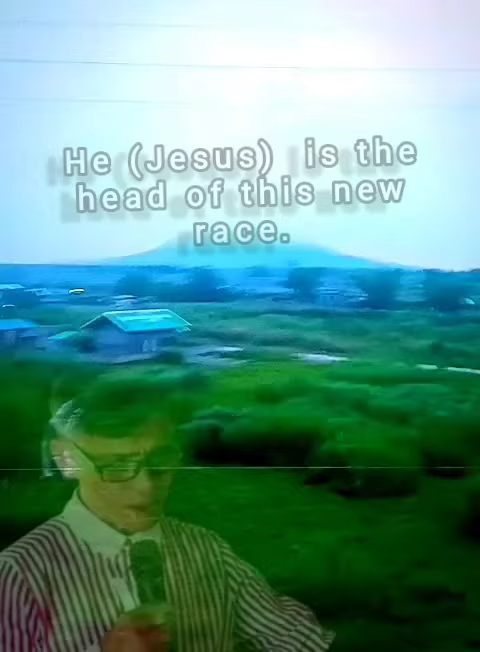 He (Jesus) is the
head of this new
race.